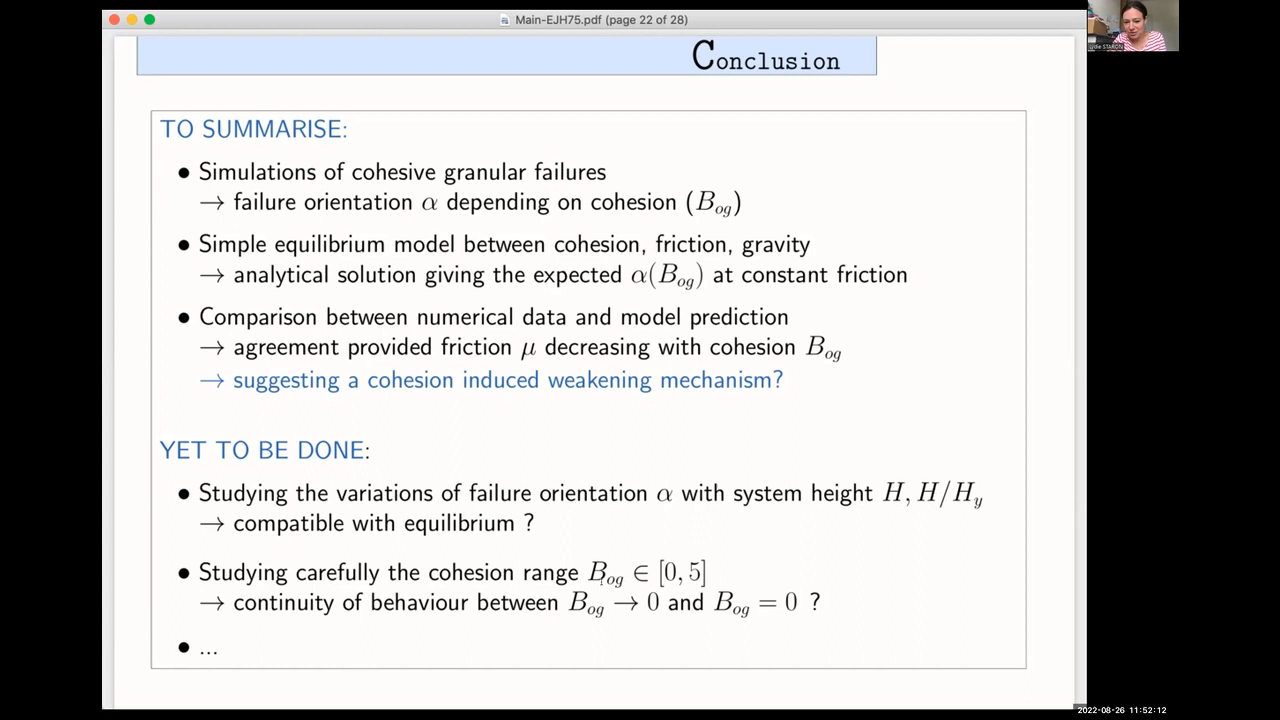 Main-EJH75.pdf (page 22 of 28)
Lydie STARON
Conclusion
TO SUMMARISE:
● Simulations of cohesive granular failures
→ failure orientation α depending on cohesion (B_og)
● Simple equilibrium model between cohesion, friction, gravity
→ analytical solution giving the expected α(B_og) at constant friction
● Comparison between numerical data and model prediction
→ agreement provided friction μ decreasing with cohesion B_og
→ suggesting a cohesion induced weakening mechanism?
YET TO BE DONE:
● Studying the variations of failure orientation α with system height H, H/H_y
→ compatible with equilibrium ?
● Studying carefully the cohesion range B_og ∈ [0, 5]
→ continuity of behaviour between B_og → 0 and B_og = 0 ?
● ...
2022-08-26 11:52:12